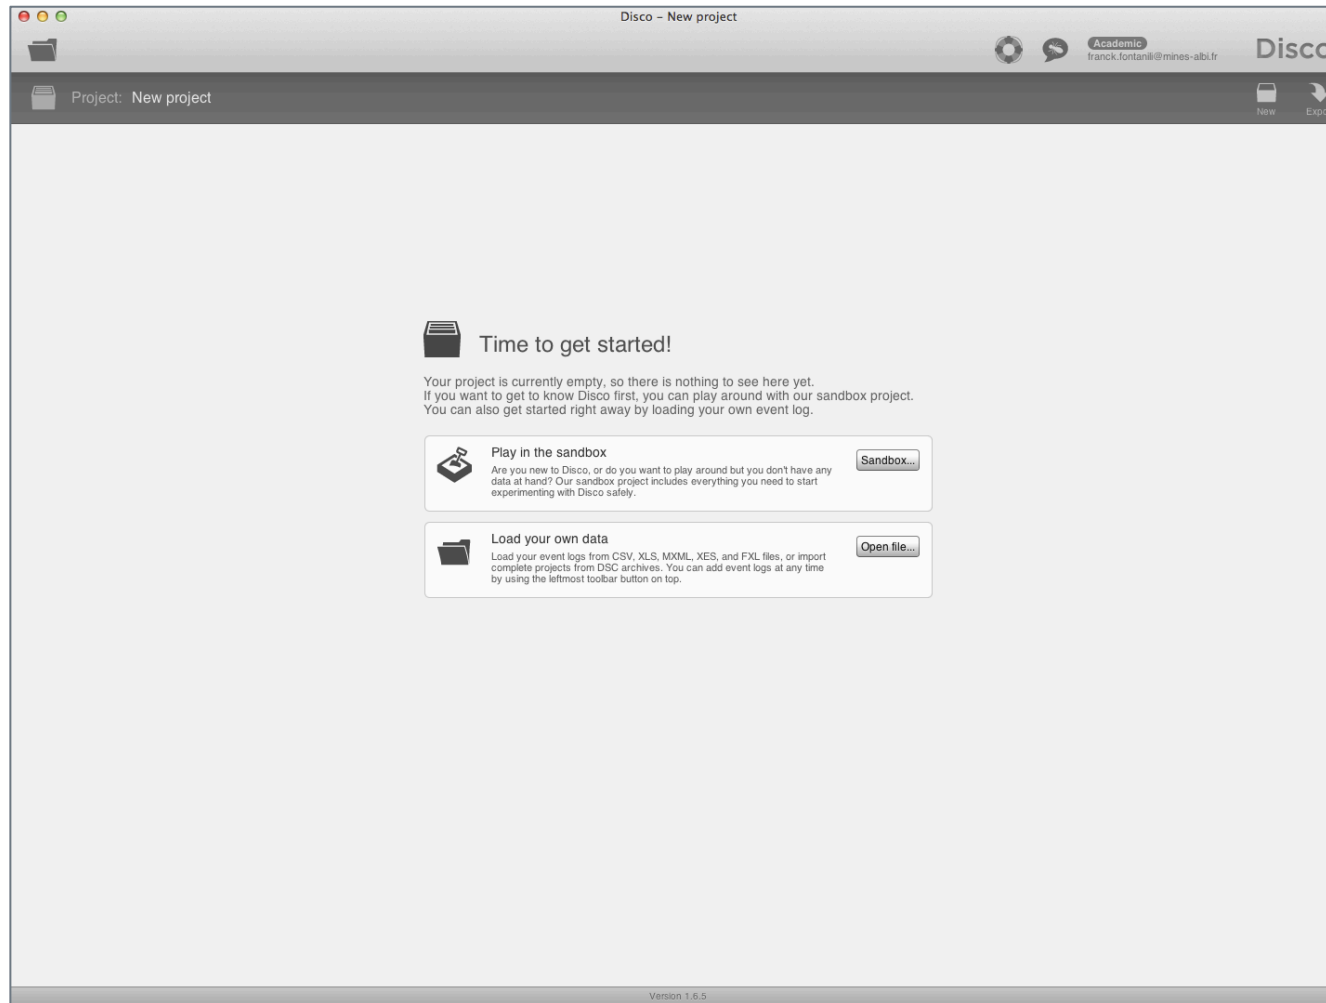 Disco – New project
Academic
franck.fontanili@mines-albi.fr
Disco
Project: New project
New
Expo
Time to get started!
Your project is currently empty, so there is nothing to see here yet.
If you want to get to know Disco first, you can play around with our sandbox project.
You can also get started right away by loading your own event log.
Play in the sandbox
Sandbox...
Are you new to Disco, or do you want to play around but you don't have any
data at hand? Our sandbox project includes everything you need to start
experimenting with Disco safely.
Load your own data
Open file...
Load your event logs from CSV, XLS, MXML, XES, and FXL files, or import
complete projects from DSC archives. You can add event logs at any time
by using the leftmost toolbar button on top.
Version 1.6.5